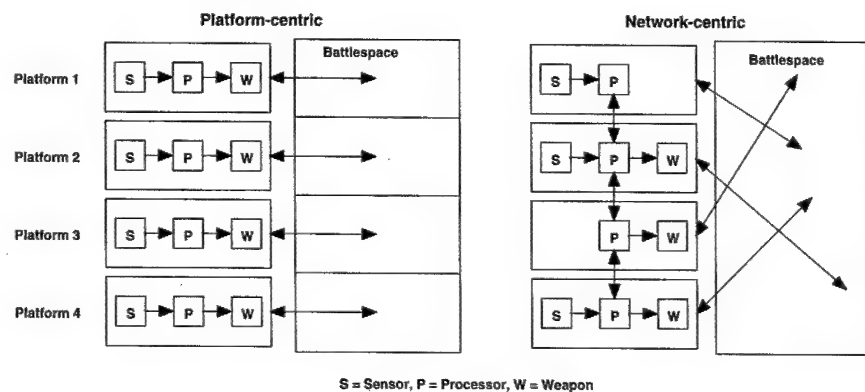 Platform-centric
Network-centric
Battlespace
Battlespace
Platform 1
S P W
S P
Platform 2
S P W
S P W
Platform 3
S P W
P W
Platform 4
S P W
S P W
S = Sensor, P = Processor, W = Weapon